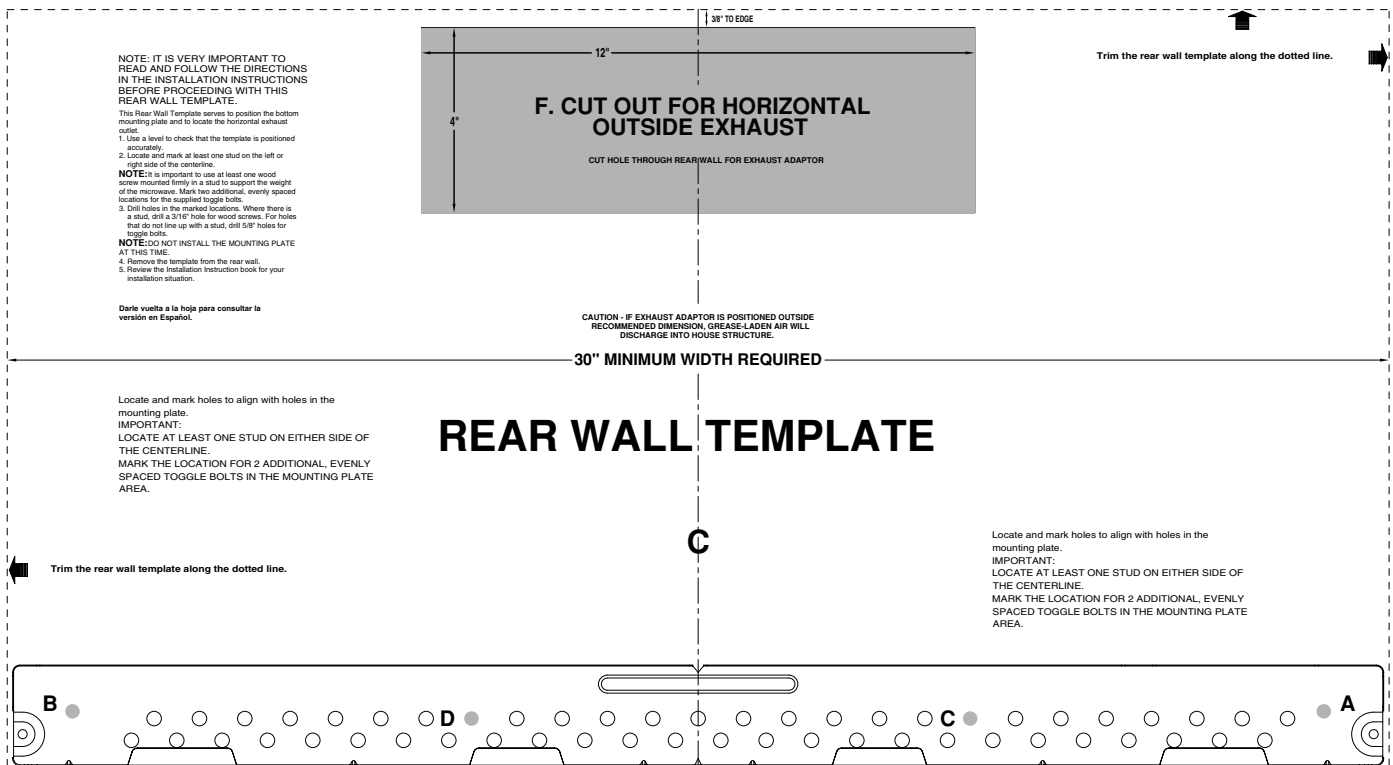 3/8" TO EDGE
12"
4"
F. CUT OUT FOR HORIZONTAL
OUTSIDE EXHAUST
CUT HOLE THROUGH REAR WALL FOR EXHAUST ADAPTOR
Trim the rear wall template along the dotted line.
NOTE: IT IS VERY IMPORTANT TO
READ AND FOLLOW THE DIRECTIONS
IN THE INSTALLATION INSTRUCTIONS
BEFORE PROCEEDING WITH THIS
REAR WALL TEMPLATE.
This Rear Wall Template serves to position the bottom
mounting plate and to locate the horizontal exhaust
outlet.
1. Use a level to check that the template is positioned
accurately.
2. Locate and mark at least one stud on the left or
right side of the centerline.
NOTE: It is important to use at least one wood
screw mounted firmly in a stud to support the weight
of the microwave. Mark two additional, evenly spaced
locations for the supplied toggle bolts.
3. Drill holes in the marked locations. Where there is
a stud, drill a 3/16" hole for wood screws. For holes
that do not line up with a stud, drill 5/8" holes for
toggle bolts.
NOTE: DO NOT INSTALL THE MOUNTING PLATE
AT THIS TIME.
4. Remove the template from the rear wall.
5. Review the Installation Instruction book for your
installation situation.
Darle vuelta a la hoja para consultar la
versión en Español.
CAUTION - IF EXHAUST ADAPTOR IS POSITIONED OUTSIDE
RECOMMENDED DIMENSION, GREASE-LADEN AIR WILL
DISCHARGE INTO HOUSE STRUCTURE.
30" MINIMUM WIDTH REQUIRED
Locate and mark holes to align with holes in the
mounting plate.
IMPORTANT:
LOCATE AT LEAST ONE STUD ON EITHER SIDE OF
THE CENTERLINE.
MARK THE LOCATION FOR 2 ADDITIONAL, EVENLY
SPACED TOGGLE BOLTS IN THE MOUNTING PLATE
AREA.
REAR WALL TEMPLATE
C
Locate and mark holes to align with holes in the
mounting plate.
IMPORTANT:
LOCATE AT LEAST ONE STUD ON EITHER SIDE OF
THE CENTERLINE.
MARK THE LOCATION FOR 2 ADDITIONAL, EVENLY
SPACED TOGGLE BOLTS IN THE MOUNTING PLATE
AREA.
Trim the rear wall template along the dotted line.
B
D
C
A